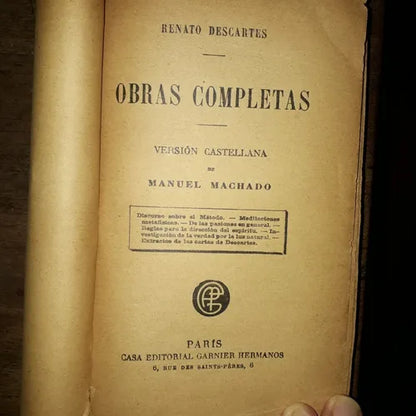 RENATO DESCARTES
OBRAS COMPLETAS
VERSIÓN CASTELLANA
DE
MANUEL MACHADO
Discurso sobre el Método. — Meditaciones
metafísicas. — De las pasiones en general. —
Reglas para la dirección del espíritu. — In-
vestigación de la verdad por la luz natural. —
Extractos de las cartas de Descartes.
PARÍS
CASA EDITORIAL GARNIER HERMANOS
6, RUE DES SAINTS-PÈRES, 6